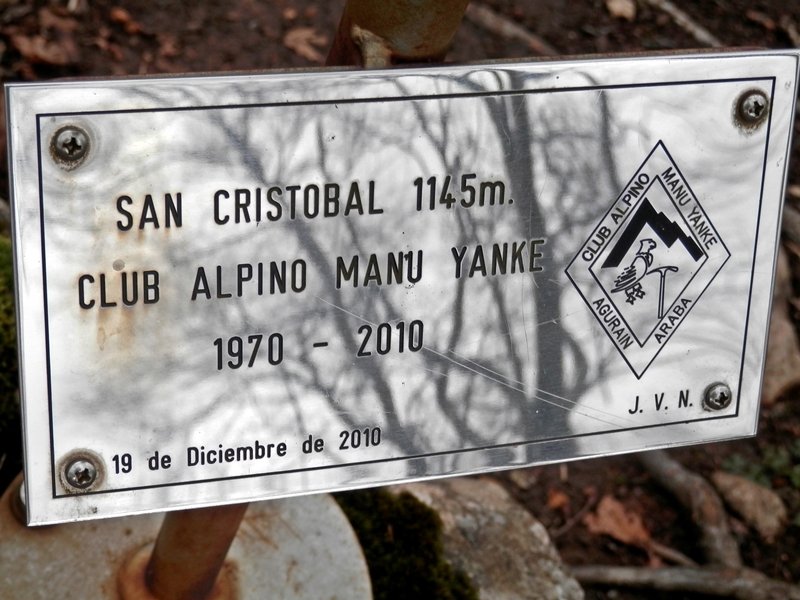 SAN CRISTOBAL 1145m.
CLUB ALPINO MANU YANKE
1970 - 2010
19 de Diciembre de 2010
CLUB ALPINO
MANU YANKE
AGURAIN
ARABA
J. V. N.